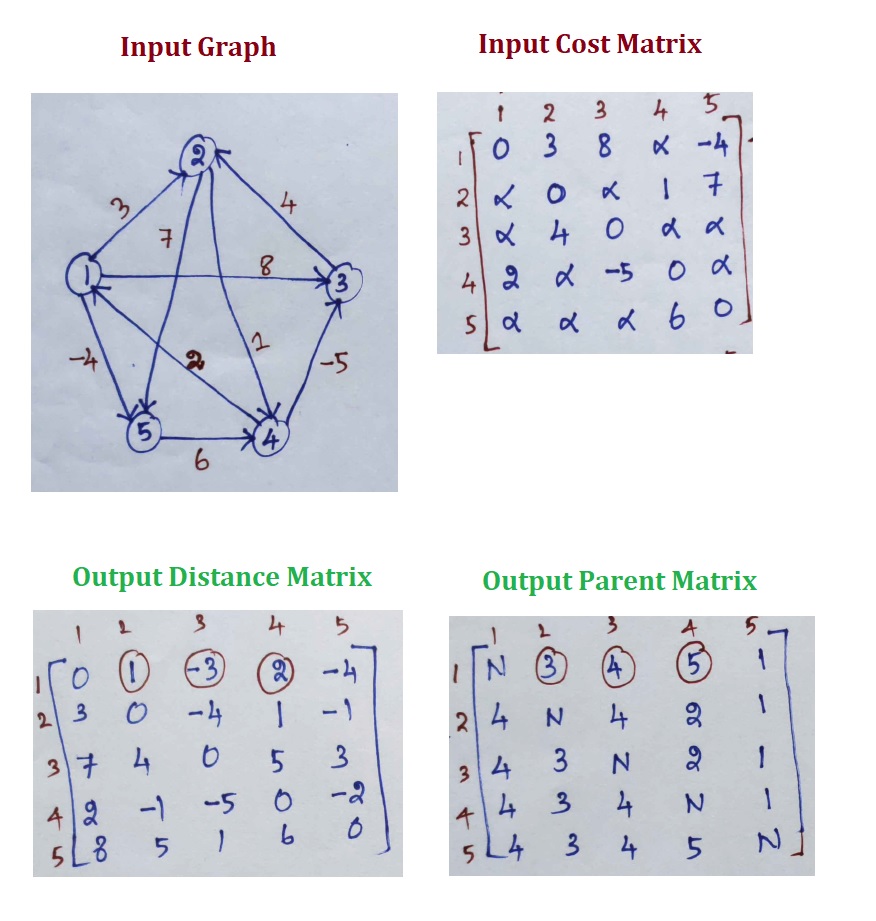 Input Graph
Input Cost Matrix
1 2 3 4 5
1 0 3 8 α -4
2 α 0 α 1 7
3 α 4 0 α α
4 2 α -5 0 α
5 α α α 6 0
2
3
4
7
1
8
3
-4
2
1
-5
5
4
6
Output Distance Matrix
Output Parent Matrix
1 2 3 4 5
1 0 1 -3 2 -4
2 3 0 -4 1 -1
3 7 4 0 5 3
4 2 -1 -5 0 -2
5 8 5 1 6 0
1 2 3 4 5
1 N 3 4 5 1
2 4 N 4 2 1
3 4 3 N 2 1
4 4 3 4 N 1
5 4 3 4 5 N